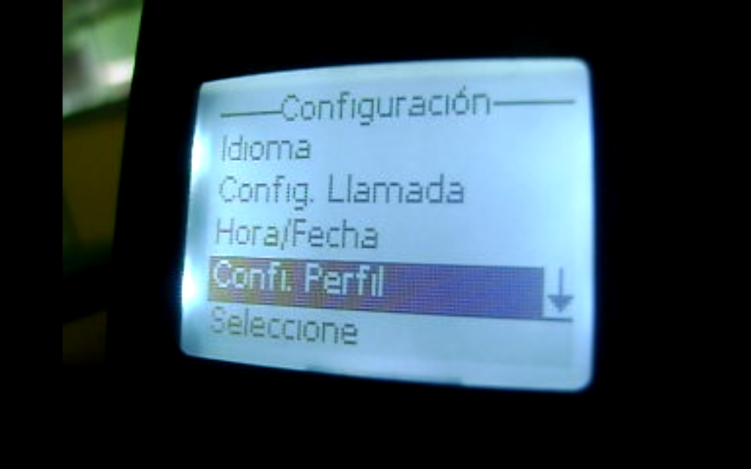 Configuración
Idioma
Config. Llamada
Hora/Fecha
Confi. Perfil
Seleccione